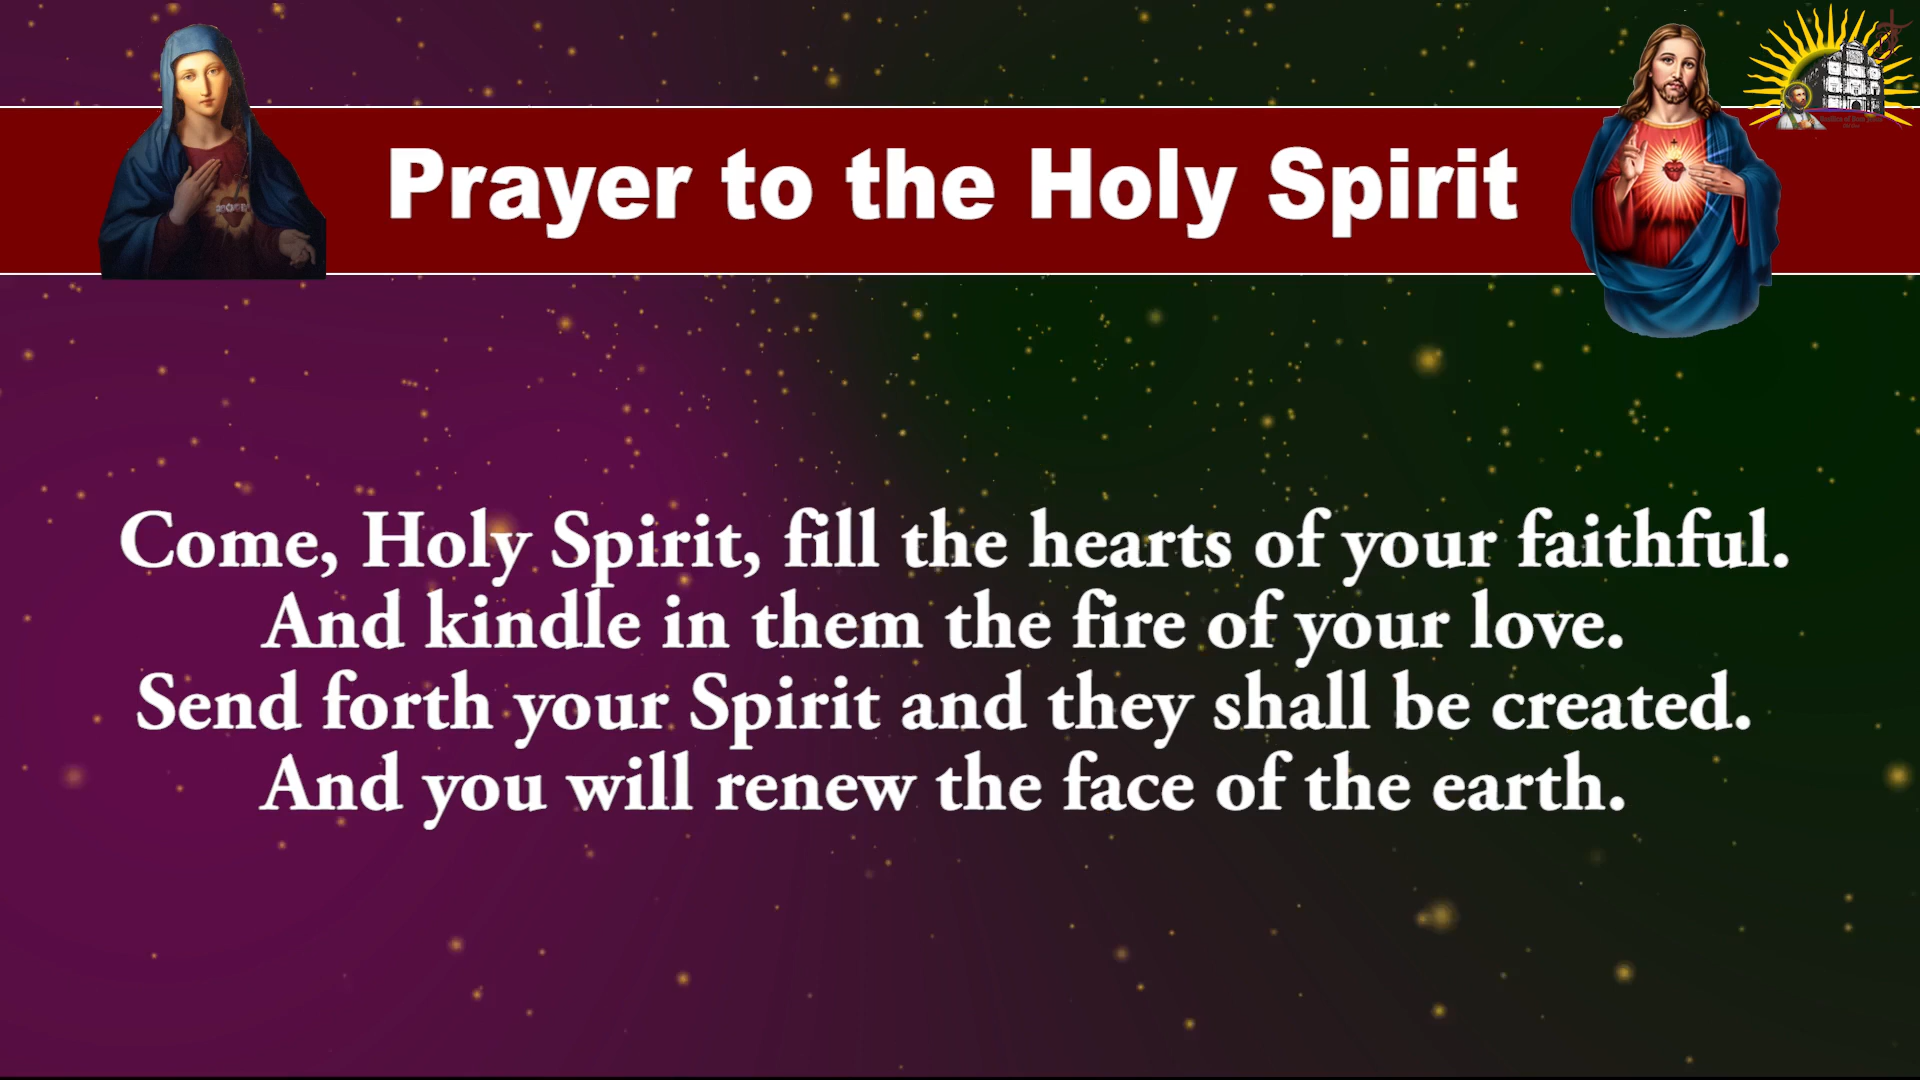 Prayer to the Holy Spirit
Come, Holy Spirit, fill the hearts of your faithful.
And kindle in them the fire of your love.
Send forth your Spirit and they shall be created.
And you will renew the face of the earth.